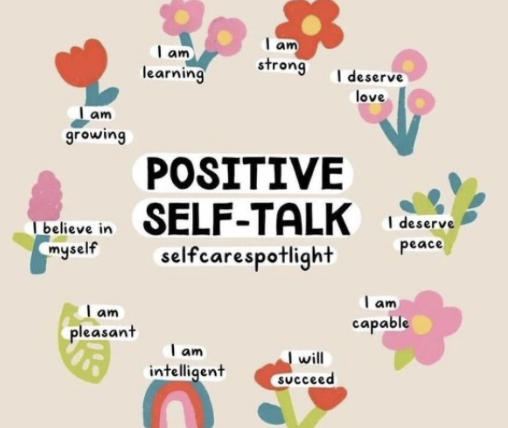 I am
learning
I am
strong
I deserve
love
I am
growing
POSITIVE
SELF-TALK
selfcarespotlight
I believe in
myself
I deserve
peace
I am
pleasant
I am
capable
I am
intelligent
I will
succeed